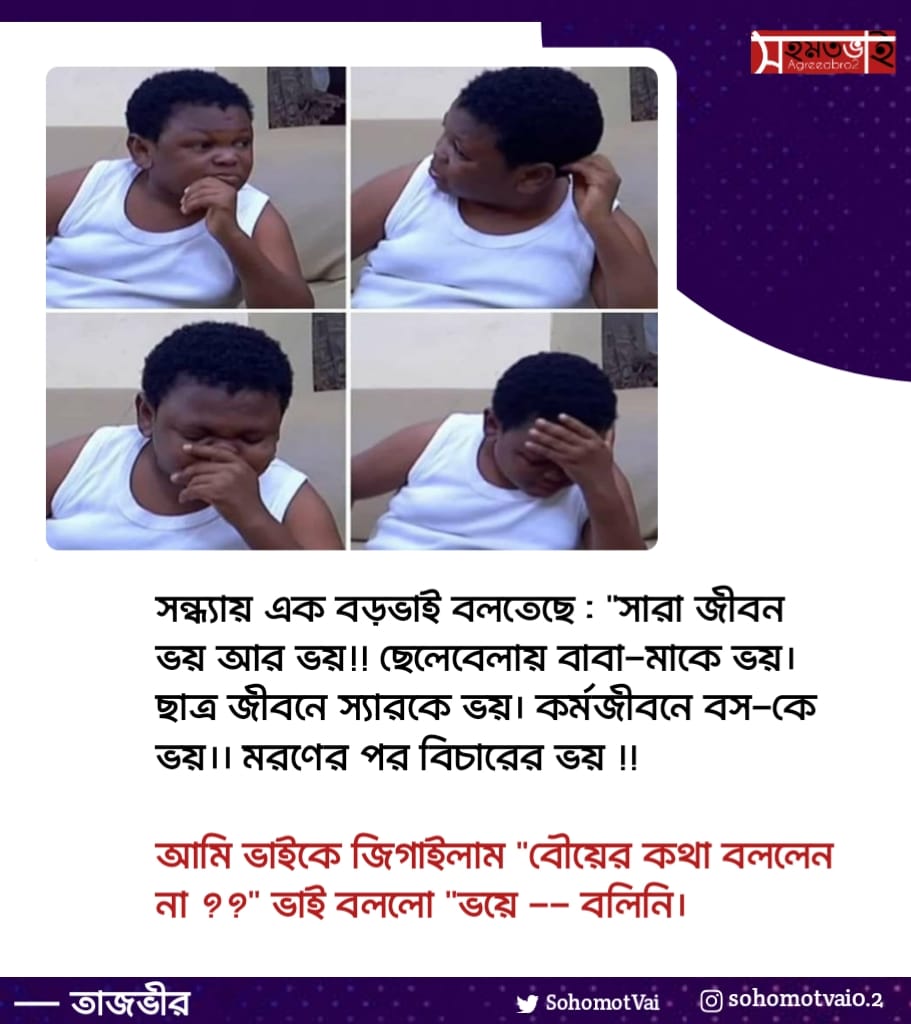 সহমতভাই
Agreeabro2
সন্ধ্যায় এক বড়ভাই বলতেছে : "সারা জীবন
ভয় আর ভয়!! ছেলেবেলায় বাবা–মাকে ভয়।
ছাত্র জীবনে স্যারকে ভয়। কর্মজীবনে বস–কে
ভয়।। মরণের পর বিচারের ভয় !!
আমি ভাইকে জিগাইলাম "বৌয়ের কথা বললেন
না ??" ভাই বললো "ভয়ে –– বলিনি।
— তাজভীর
SohomotVai
sohomotvai0.2